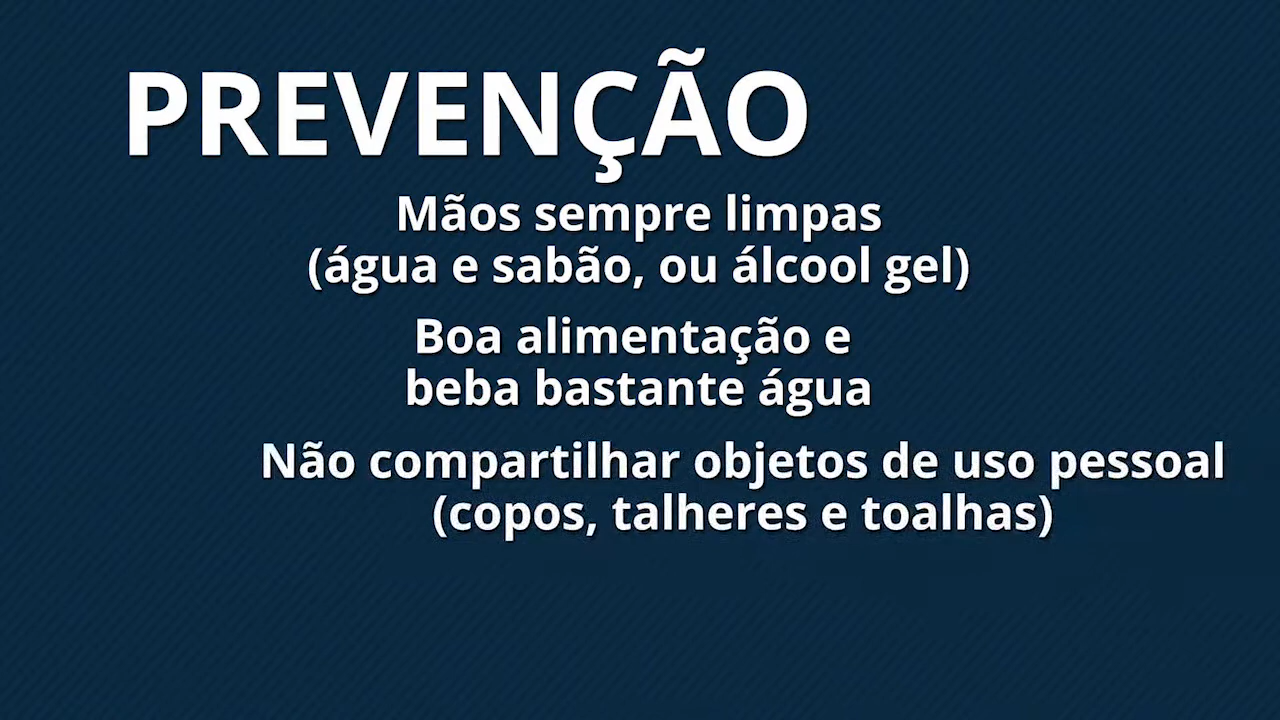 PREVENÇÃO
Mãos sempre limpas
(água e sabão, ou álcool gel)
Boa alimentação e
beba bastante água
Não compartilhar objetos de uso pessoal
(copos, talheres e toalhas)